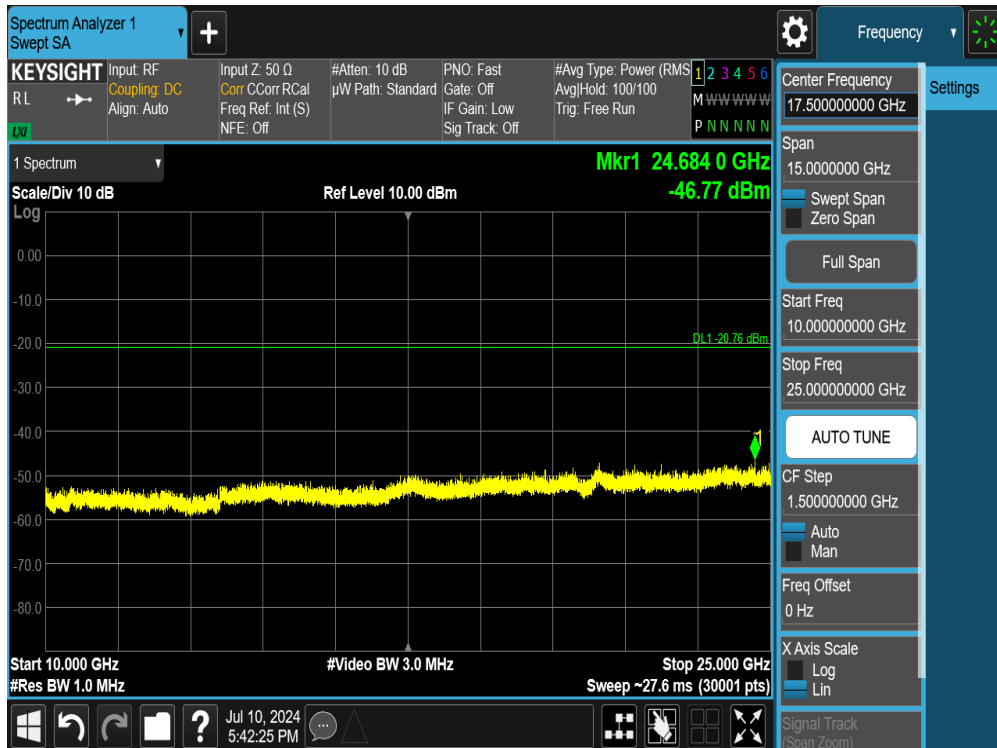 Spectrum Analyzer 1
Swept SA
+
Frequency
KEYSIGHT
RL
LXI
Input: RF
Coupling: DC
Align: Auto
Input Z: 50 Ω
Corr CCorr RCal
Freq Ref: Int (S)
NFE: Off
#Atten: 10 dB
µW Path: Standard
PNO: Fast
Gate: Off
IF Gain: Low
Sig Track: Off
#Avg Type: Power (RMS
Avg|Hold: 100/100
Trig: Free Run
1 2 3 4 5 6
M W W W W W
P N N N N N
1 Spectrum
Scale/Div 10 dB
Log
Ref Level 10.00 dBm
Mkr1 24.684 0 GHz
-46.77 dBm
0.00
-10.0
-20.0
-30.0
-40.0
-50.0
-60.0
-70.0
-80.0
DL1 -20.76 dBm
1
Start 10.000 GHz
#Res BW 1.0 MHz
#Video BW 3.0 MHz
Stop 25.000 GHz
Sweep ~27.6 ms (30001 pts)
Center Frequency
17.500000000 GHz
Span
15.0000000 GHz
Swept Span
Zero Span
Full Span
Start Freq
10.000000000 GHz
Stop Freq
25.000000000 GHz
AUTO TUNE
CF Step
1.500000000 GHz
Auto
Man
Freq Offset
0 Hz
X Axis Scale
Log
Lin
Signal Track
(Span Zoom)
Settings
?
Jul 10, 2024
5:42:25 PM